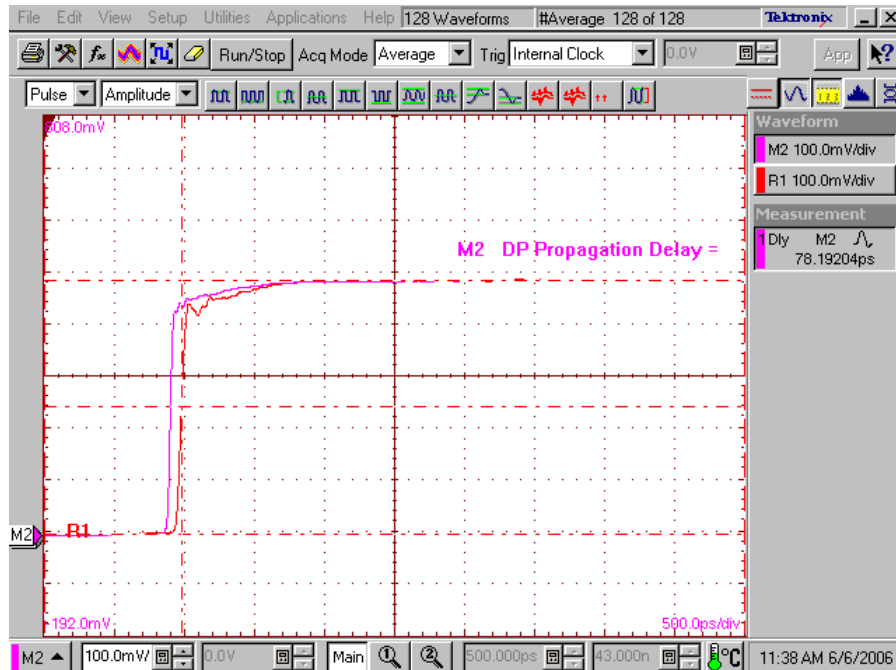 File Edit View Setup Utilities Applications Help 128 Waveforms #Average 128 of 128 Tektronix
Run/Stop Acq Mode Average Trig Internal Clock 0.0V App
Pulse Amplitude
808.0mV
Waveform
M2 100.0mV/div
R1 100.0mV/div
Measurement
1 Dly M2
78.19204ps
M2 DP Propagation Delay =
M2 R1
-192.0mV 500.0ps/div
M2 100.0mV/ 0.0V Main 1 2 500.000ps 43.000n °C 11:38 AM 6/6/2006